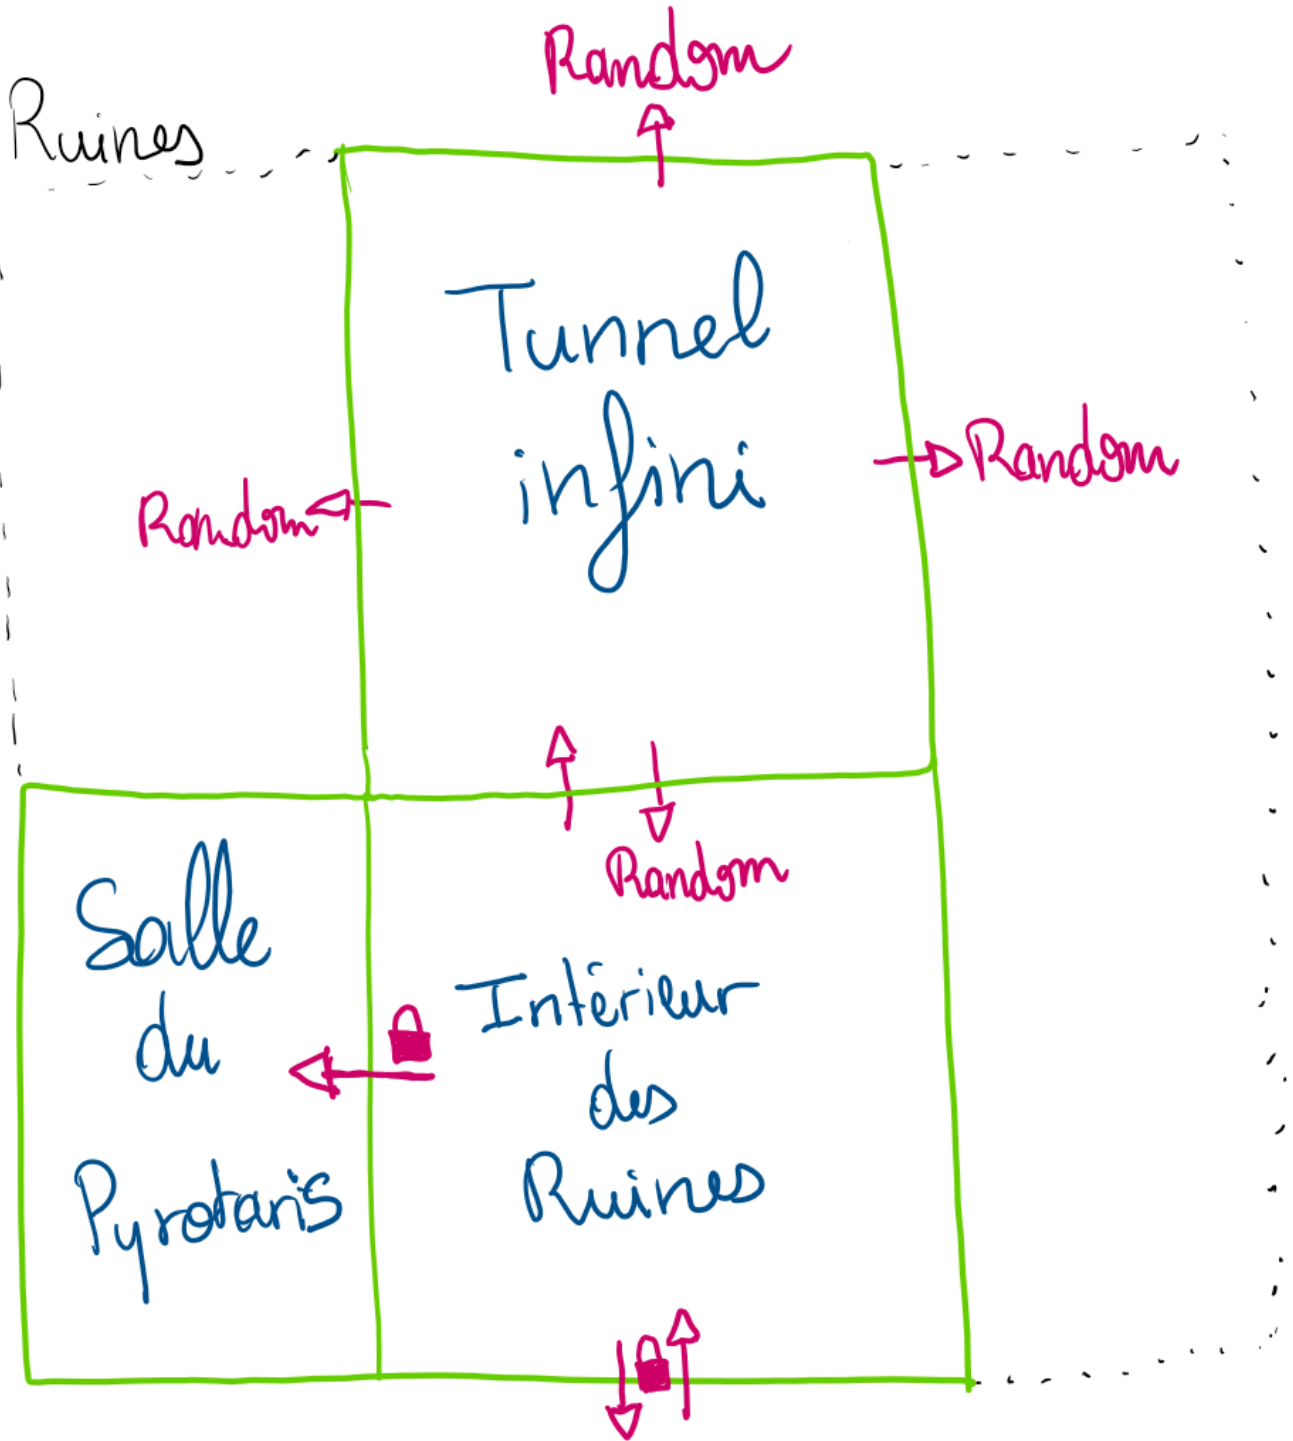 Random
Ruines
Tunnel
infini
Random
Random
Random
Salle
du
Pyrotaris
Intérieur
des
Ruines